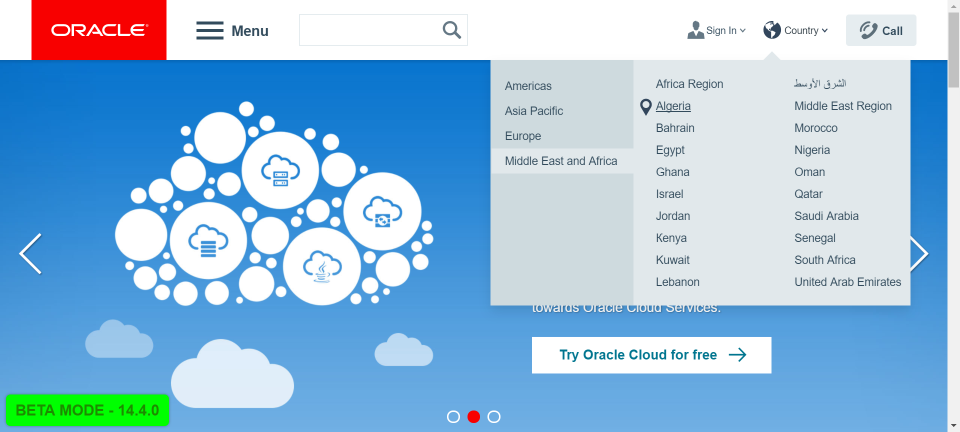 ORACLE
Menu
Sign In
Country
Call
Americas
Asia Pacific
Europe
Middle East and Africa
Africa Region
Algeria
Bahrain
Egypt
Ghana
Israel
Jordan
Kenya
Kuwait
Lebanon
الشرق الأوسط
Middle East Region
Morocco
Nigeria
Oman
Qatar
Saudi Arabia
Senegal
South Africa
United Arab Emirates
towards Oracle Cloud Services.
Try Oracle Cloud for free
BETA MODE - 14.4.0